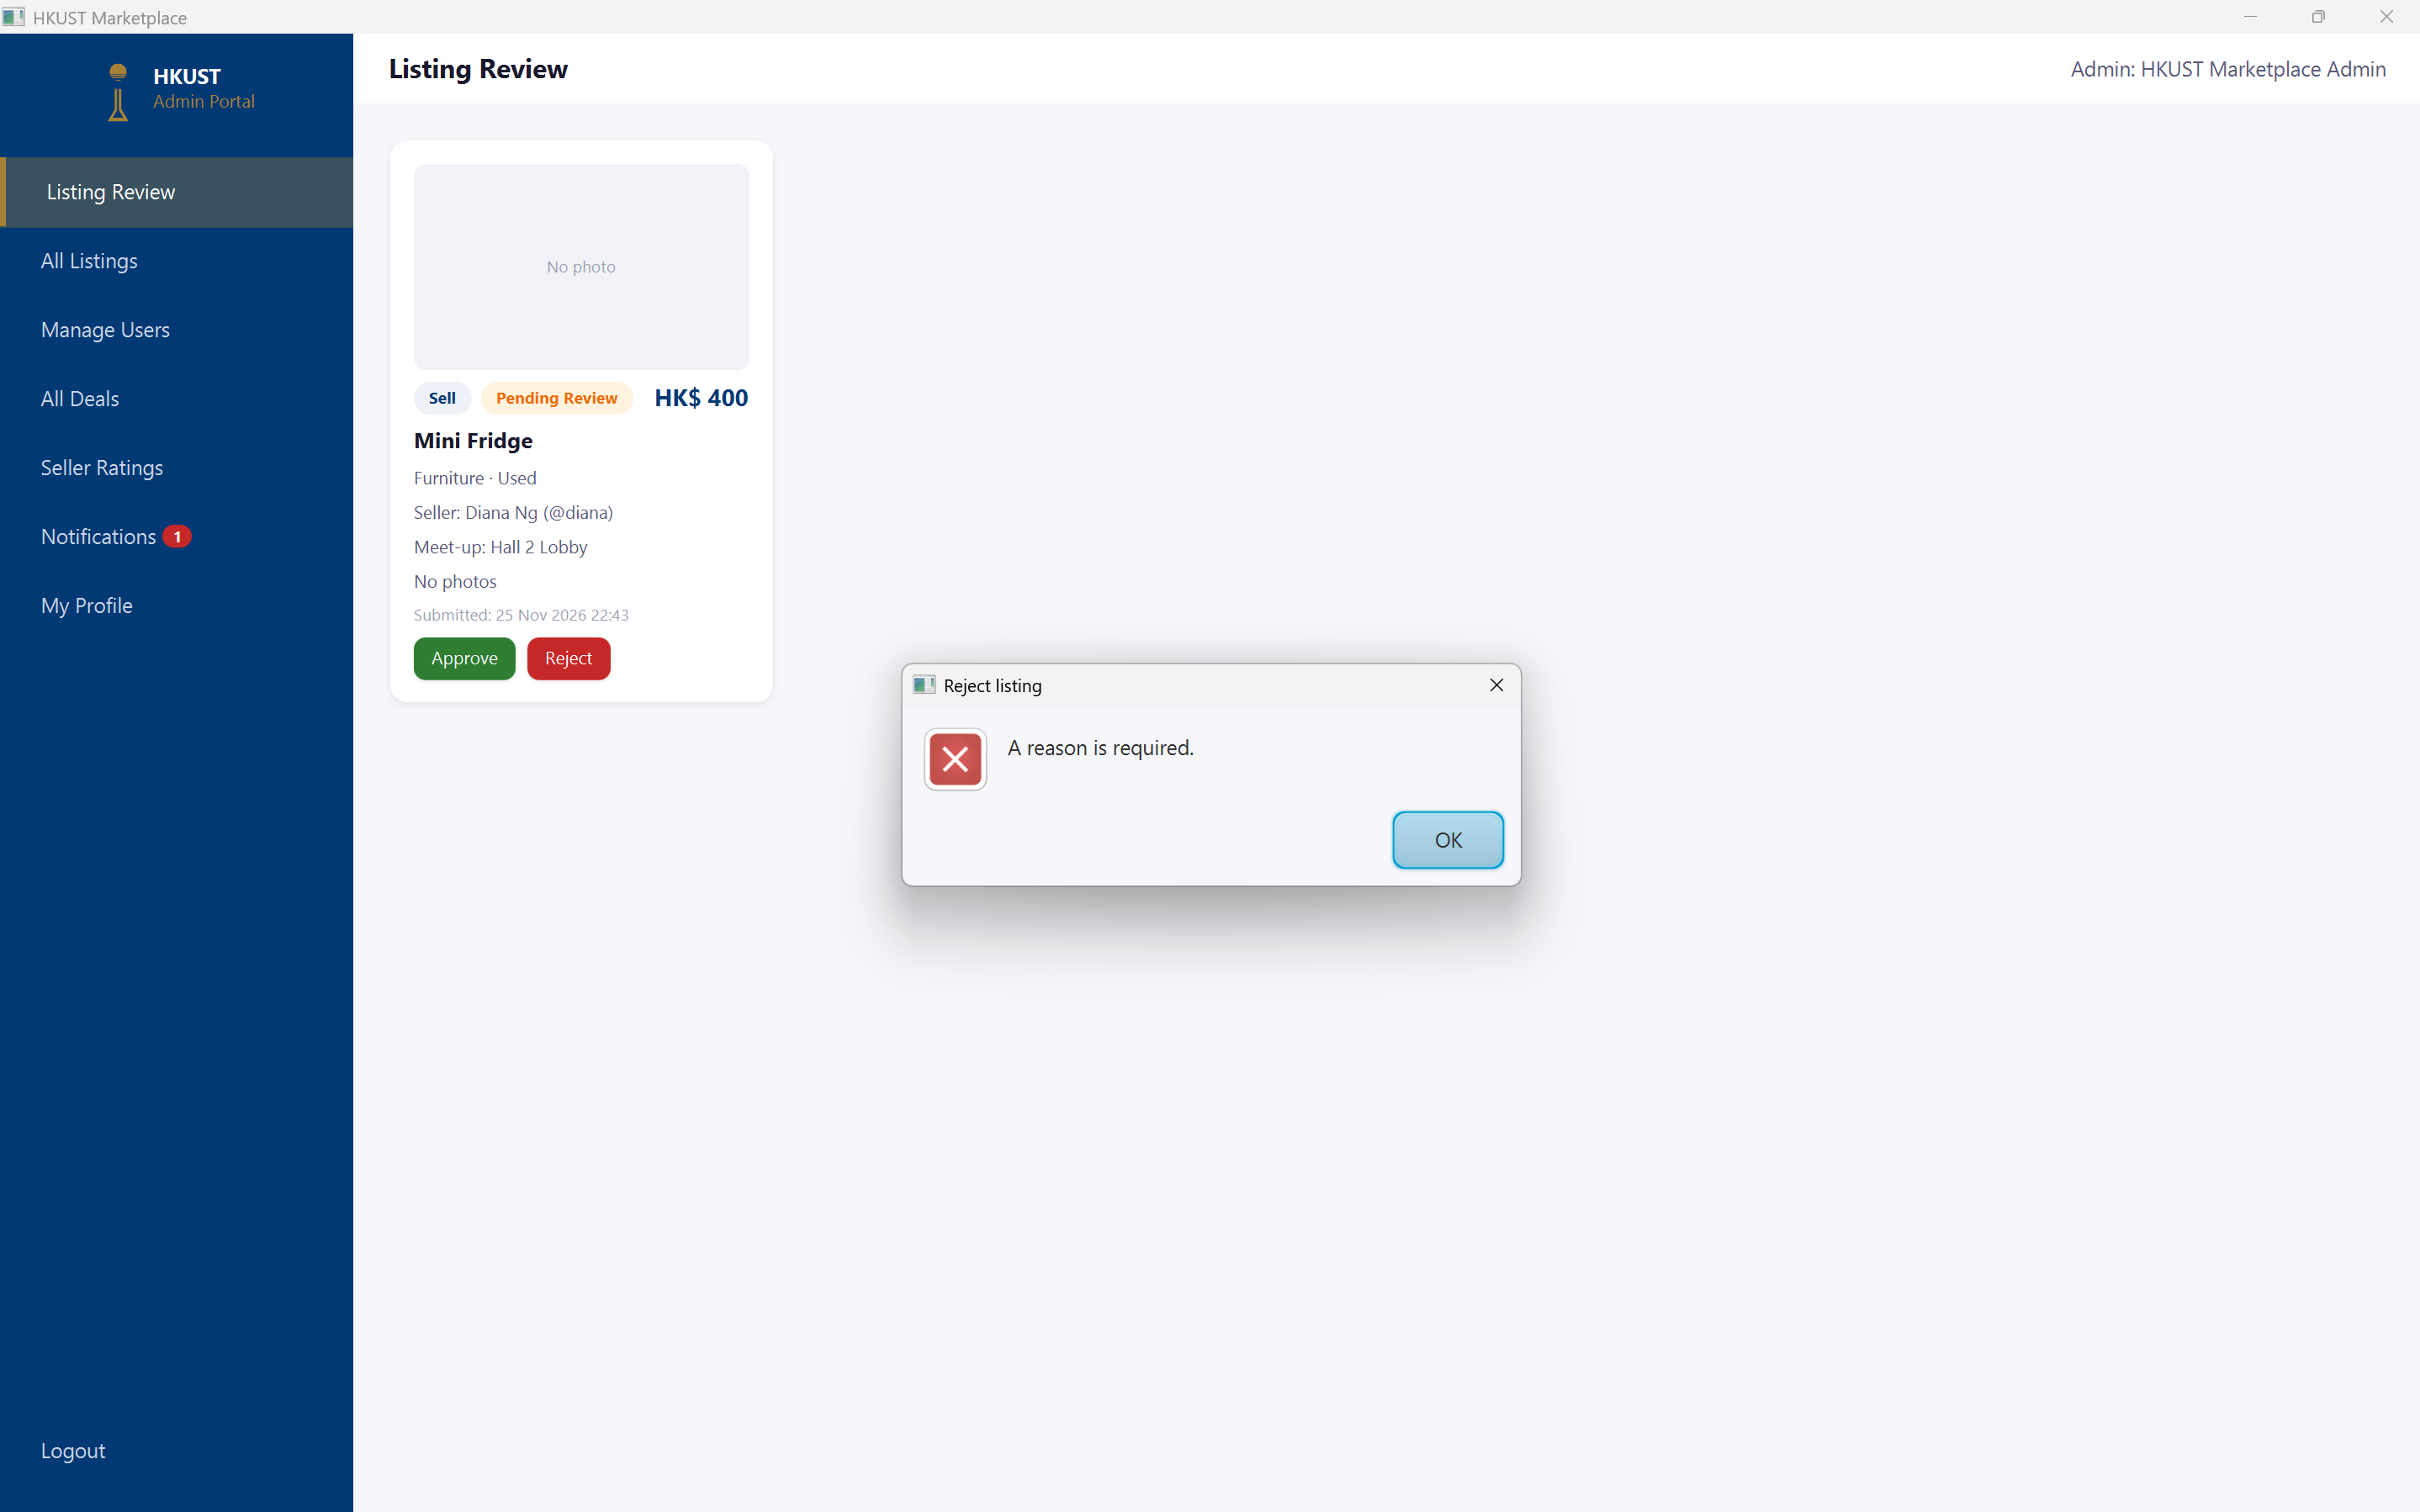 HKUST Marketplace
HKUST
Admin Portal
Listing Review
All Listings
Manage Users
All Deals
Seller Ratings
Notifications 1
My Profile
Logout
Listing Review
Admin: HKUST Marketplace Admin
No photo
Sell Pending Review HK$ 400
Mini Fridge
Furniture · Used
Seller: Diana Ng (@diana)
Meet-up: Hall 2 Lobby
No photos
Submitted: 25 Nov 2026 22:43
Approve Reject
Reject listing
A reason is required.
OK